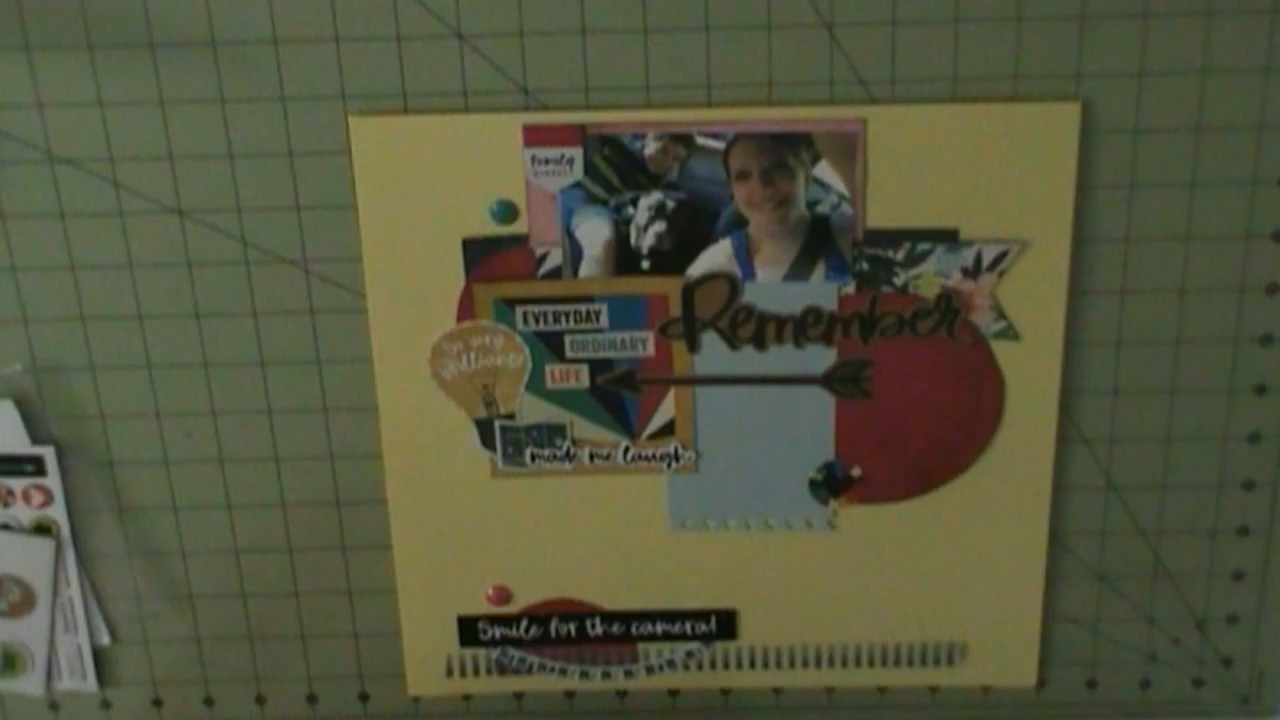 family
Remember
EVERYDAY
ORDINARY
LIFE
made me laugh.
Smile for the camera!